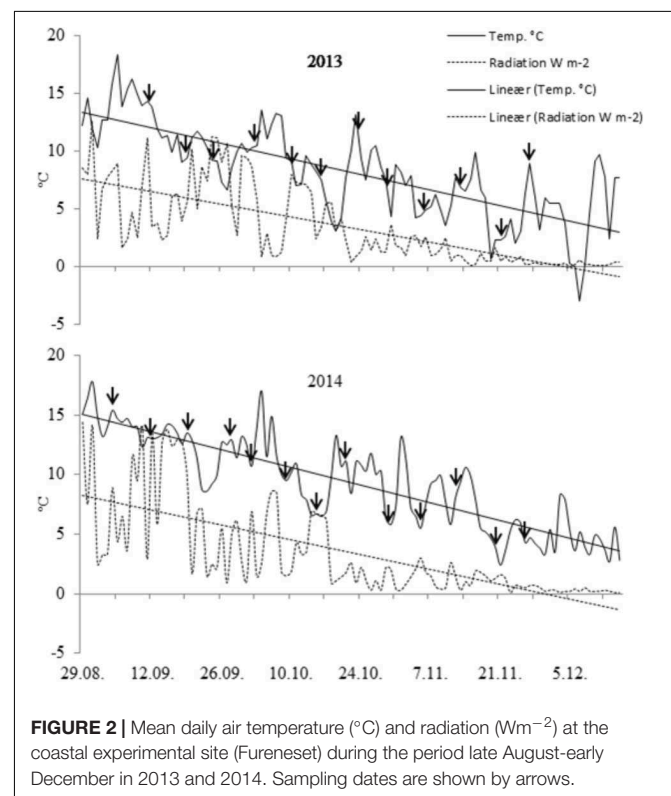 20
15
10
5
0
-5
°C
2013
Temp. °C
Radiation W m-2
Lineær (Temp. °C)
Lineær (Radiation W m-2)
20
15
10
5
0
-5
°C
2014
29.08. 12.09. 26.09. 10.10. 24.10. 7.11. 21.11. 5.12.
FIGURE 2 | Mean daily air temperature (°C) and radiation (Wm⁻²) at the
coastal experimental site (Fureneset) during the period late August-early
December in 2013 and 2014. Sampling dates are shown by arrows.